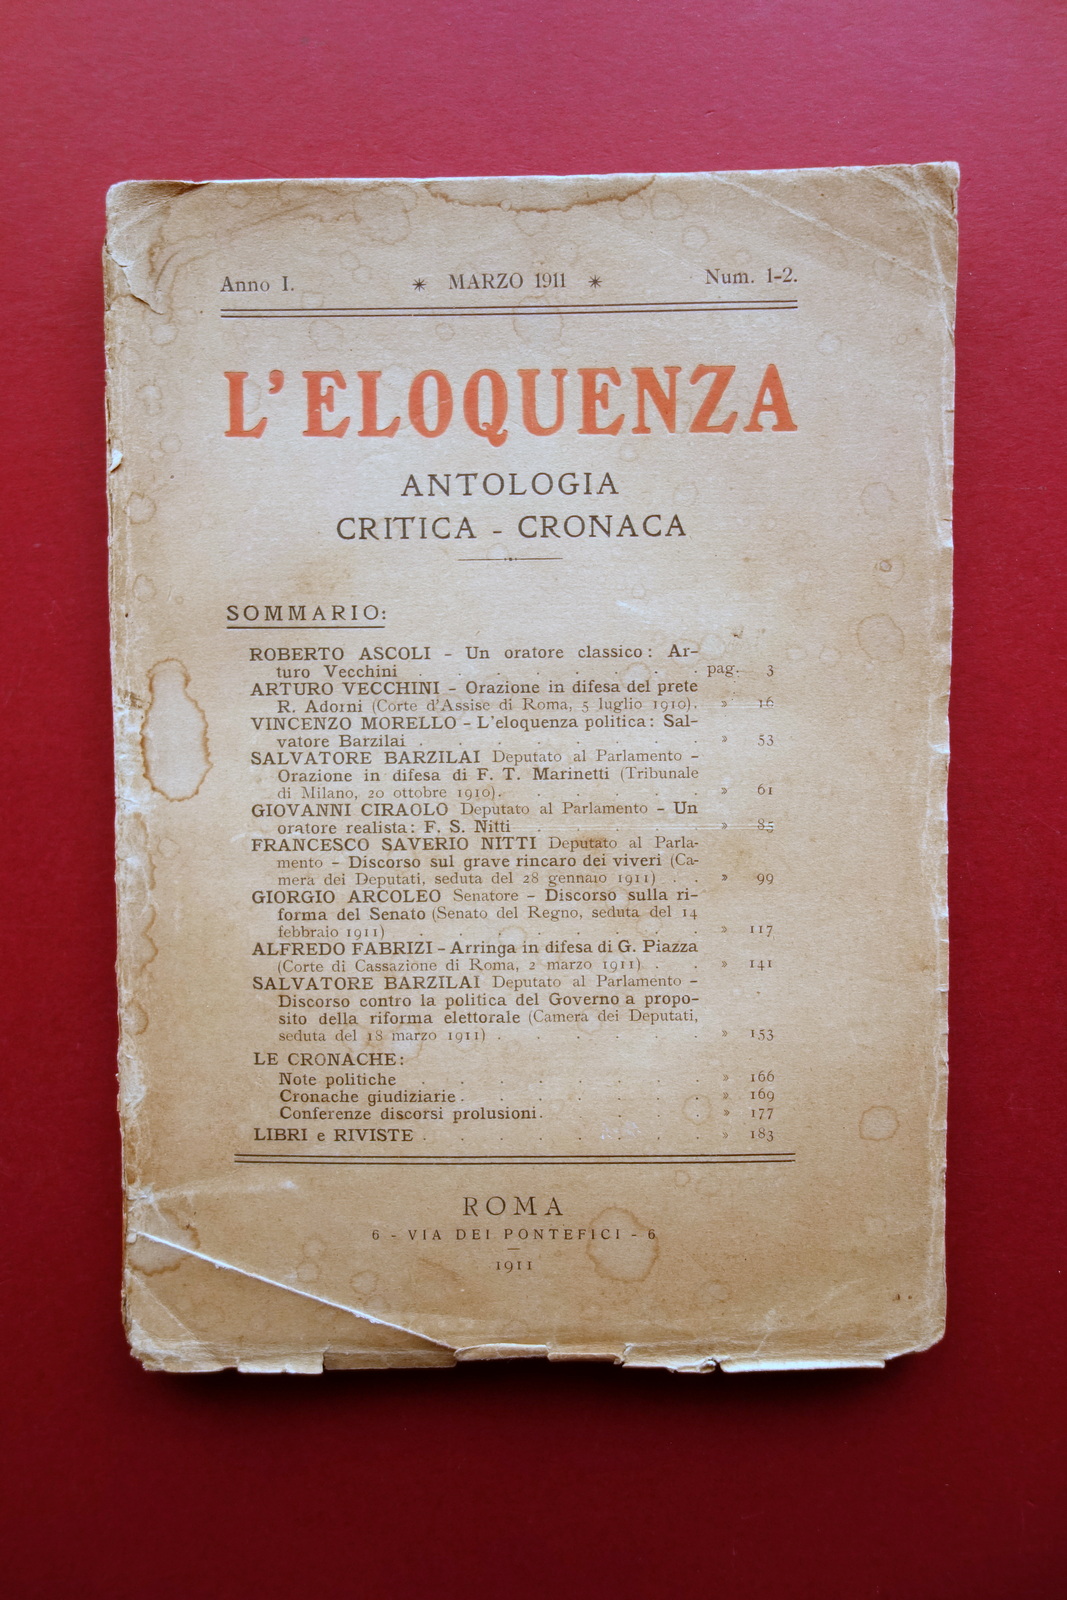 Anno I.
* MARZO 1911 *
Num. 1-2.
L'ELOQUENZA
ANTOLOGIA
CRITICA - CRONACA
SOMMARIO:
ROBERTO ASCOLI - Un oratore classico : Ar-
turo Vecchini . . . . . . . . pag. 3
ARTURO VECCHINI - Orazione in difesa del prete
R. Adorni (Corte d'Assise di Roma, 5 luglio 1910). » 16
VINCENZO MORELLO - L'eloquenza politica : Sal-
vatore Barzilai . . . . . . . . » 53
SALVATORE BARZILAI Deputato al Parlamento -
Orazione in difesa di F. T. Marinetti (Tribunale
di Milano, 20 ottobre 1910). . . . . . » 61
GIOVANNI CIRAOLO Deputato al Parlamento - Un
oratore realista : F. S. Nitti . . . . . » 85
FRANCESCO SAVERIO NITTI Deputato al Parla-
mento - Discorso sul grave rincaro dei viveri (Ca-
mera dei Deputati, seduta del 28 gennaio 1911) . . » 99
GIORGIO ARCOLEO Senatore - Discorso sulla ri-
forma del Senato (Senato del Regno, seduta del 14
febbraio 1911) . . . . . . . . » 117
ALFREDO FABRIZI - Arringa in difesa di G. Piazza
(Corte di Cassazione di Roma, 2 marzo 1911) . . » 141
SALVATORE BARZILAI Deputato al Parlamento -
Discorso contro la politica del Governo a propo-
sito della riforma elettorale (Camera dei Deputati,
seduta del 18 marzo 1911) . . . . . . » 153
LE CRONACHE :
Note politiche . . . . . . . . » 166
Cronache giudiziarie . . . . . . . » 169
Conferenze discorsi prolusioni . . . . » 177
LIBRI e RIVISTE . . . . . . . . » 183
ROMA
6 - VIA DEI PONTEFICI - 6
1911